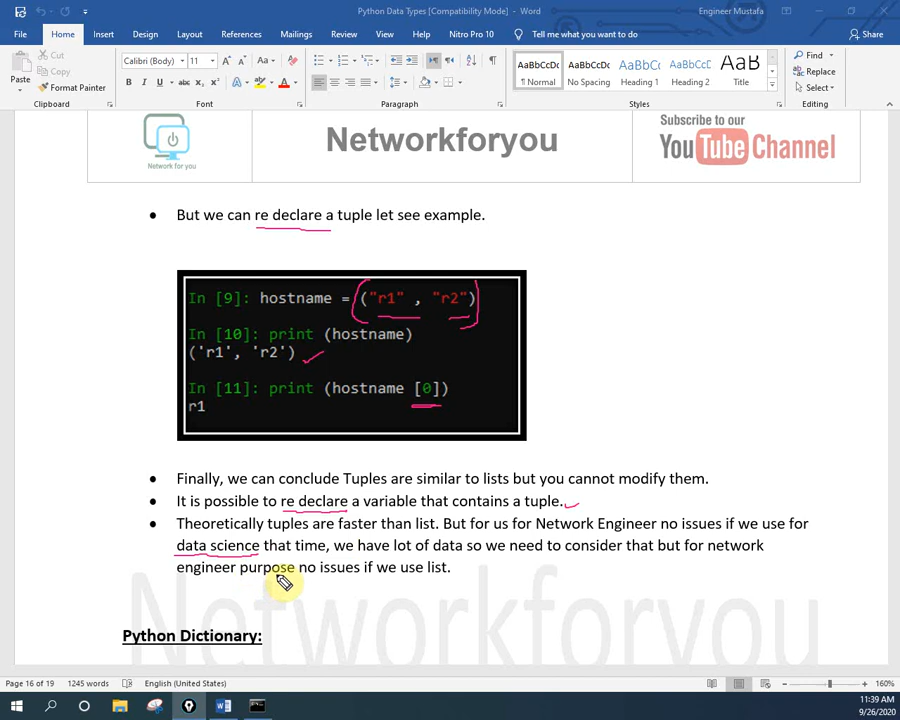 Python Data Types [Compatibility Mode] - Word
Engineer Mustafa
File Home Insert Design Layout References Mailings Review View Help Nitro Pro 10 Tell me what you want to do Share
Cut
Copy
Format Painter
Paste
Clipboard
Calibri (Body) 11
Font
Paragraph
AaBbCcDc AaBbCcDc AaBbC AaBbCc AaB
¶ Normal No Spacing Heading 1 Heading 2 Title
Styles
Find
Replace
Select
Editing
Network for you
Networkforyou
Subscribe to our
YouTube Channel
• But we can re declare a tuple let see example.
In [9]: hostname = ("r1" , "r2")
In [10]: print (hostname)
('r1', 'r2')
In [11]: print (hostname [0])
r1
• Finally, we can conclude Tuples are similar to lists but you cannot modify them.
• It is possible to re declare a variable that contains a tuple.
• Theoretically tuples are faster than list. But for us for Network Engineer no issues if we use for
data science that time, we have lot of data so we need to consider that but for network
engineer purpose no issues if we use list.
Networkforyou
Python Dictionary:
Page 16 of 19 1245 words English (United States) 160%
11:39 AM
9/26/2020